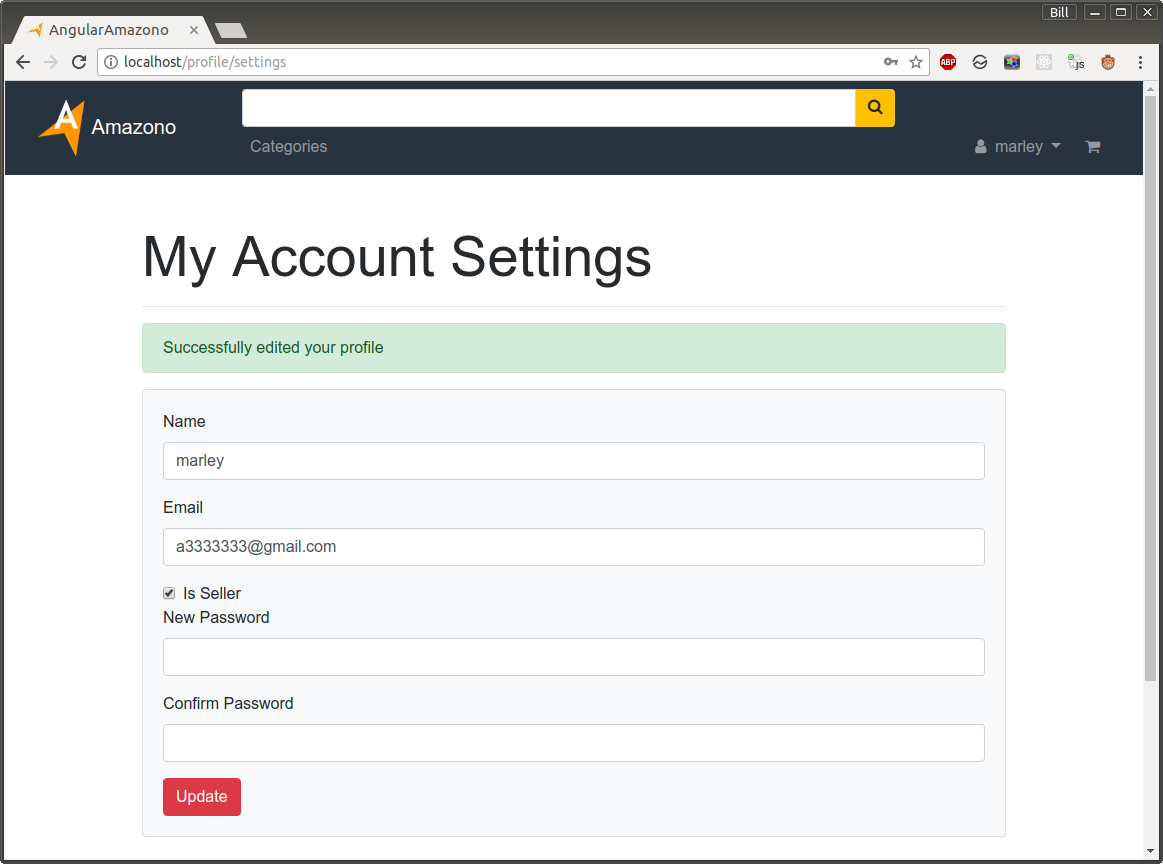 Bill
AngularAmazono
localhost/profile/settings
ABP
js
A
Amazono
Categories
marley
My Account Settings
Successfully edited your profile
Name
marley
Email
a3333333@gmail.com
Is Seller
New Password
Confirm Password
Update